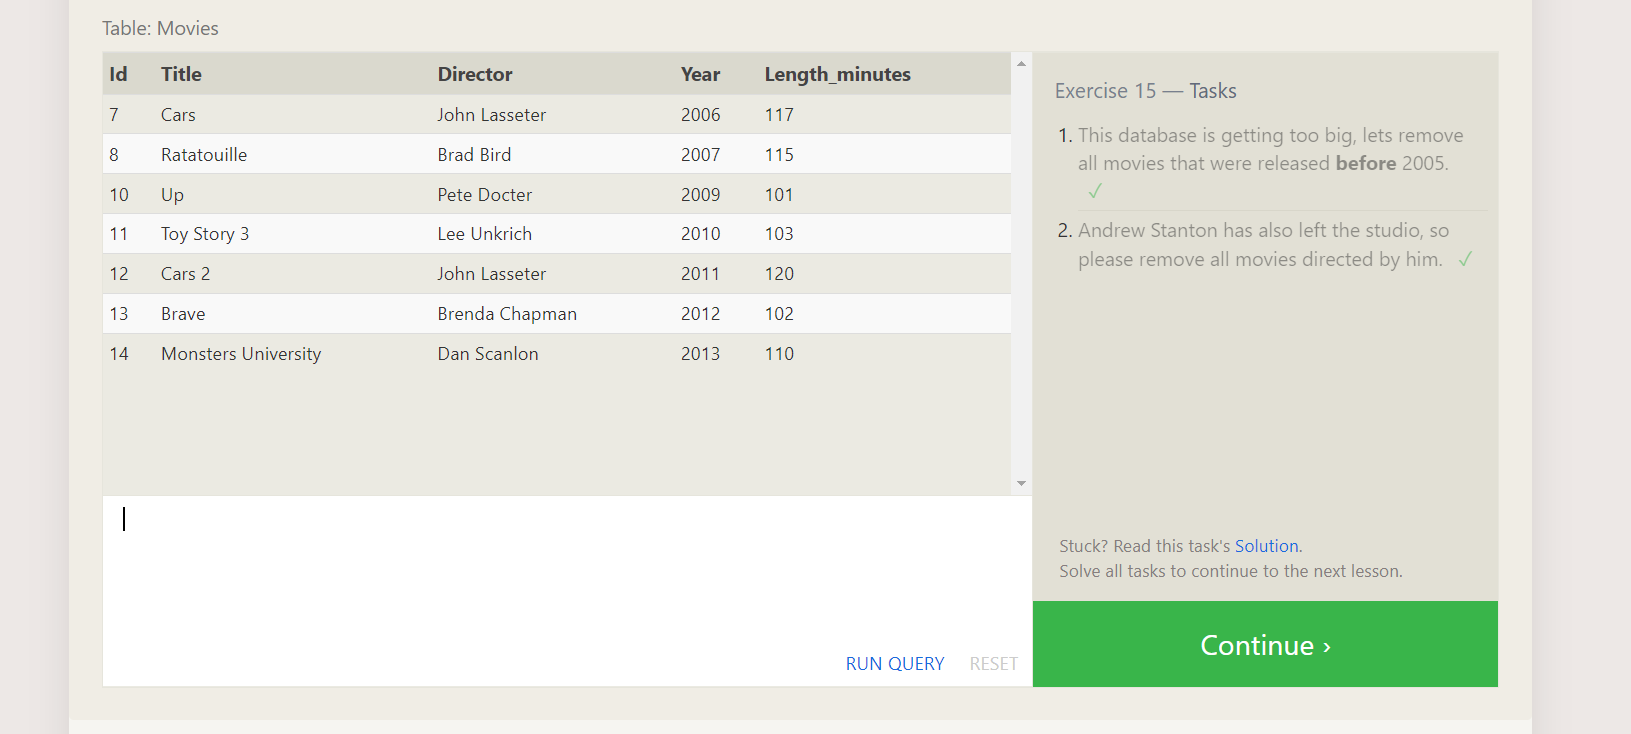 Table: Movies
Id Title Director Year Length_minutes
7 Cars John Lasseter 2006 117
8 Ratatouille Brad Bird 2007 115
10 Up Pete Docter 2009 101
11 Toy Story 3 Lee Unkrich 2010 103
12 Cars 2 John Lasseter 2011 120
13 Brave Brenda Chapman 2012 102
14 Monsters University Dan Scanlon 2013 110
RUN QUERY RESET
Exercise 15 — Tasks
1. This database is getting too big, lets remove
all movies that were released before 2005.
✓
2. Andrew Stanton has also left the studio, so
please remove all movies directed by him. ✓
Stuck? Read this task's Solution.
Solve all tasks to continue to the next lesson.
Continue ›